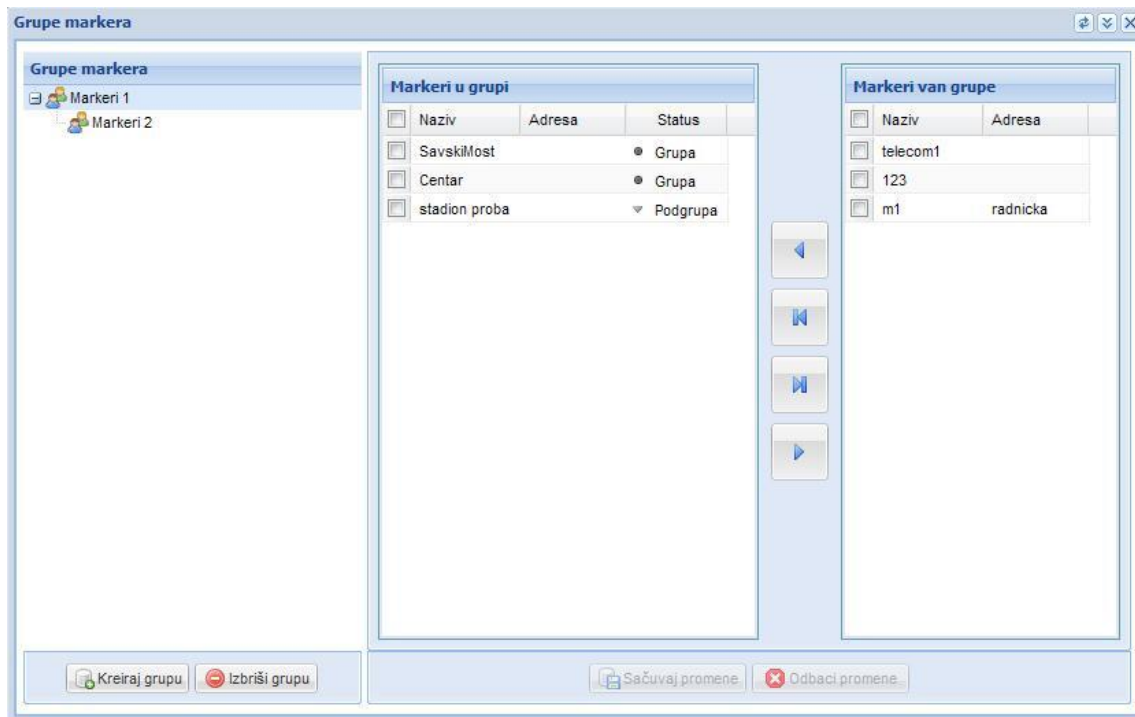 Grupe markera
Grupe markera
Markeri 1
Markeri 2
Markeri u grupi
Naziv Adresa Status
SavskiMost Grupa
Centar Grupa
stadion proba Podgrupa
Markeri van grupe
Naziv Adresa
telecom1
123
m1 radnicka
Kreiraj grupu Izbriši grupu
Sačuvaj promene Odbaci promene